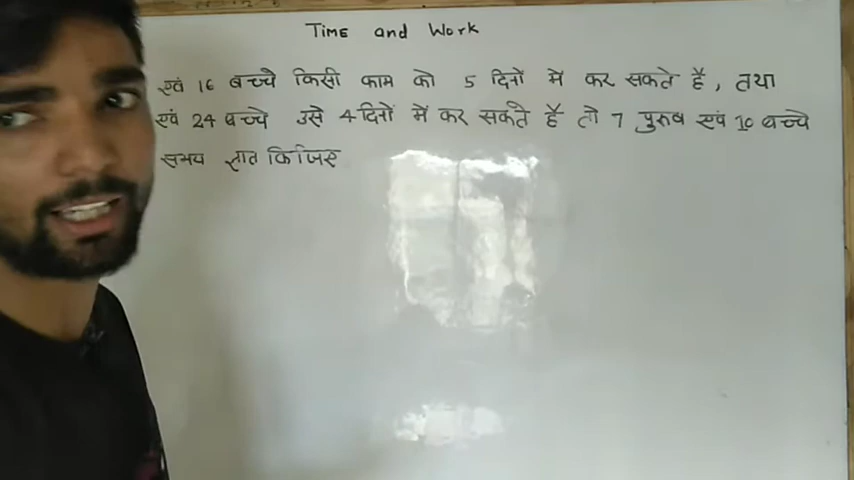 Time and Work
एवं 16 बच्चे किसी काम को 5 दिनों में कर सकते है, तथा
एवं 24 बच्चे उसे 4 दिनों में कर सकते है तो 7 पुरुष एवं 10 बच्चे
समय ज्ञात किजिए